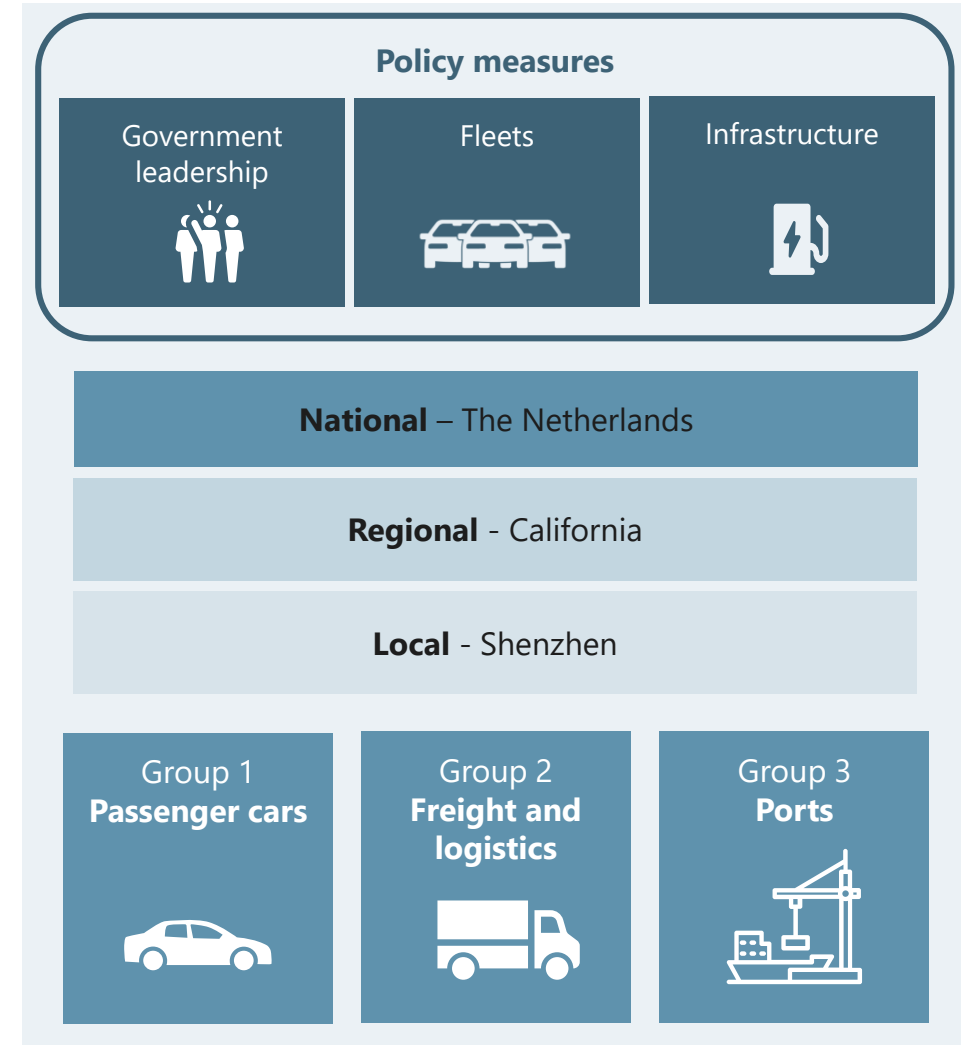 Policy measures
Government
leadership
Fleets
Infrastructure
National – The Netherlands
Regional - California
Local - Shenzhen
Group 1
Passenger cars
Group 2
Freight and
logistics
Group 3
Ports